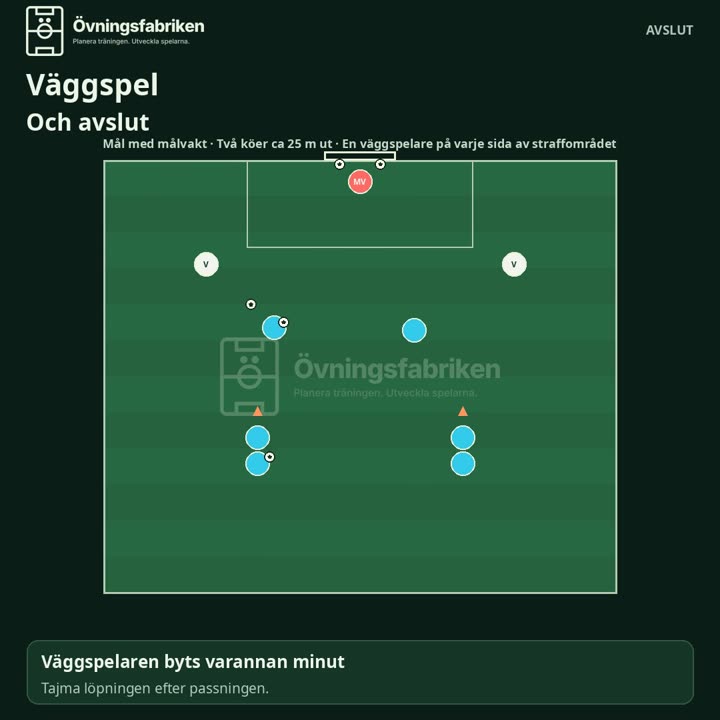 Övningsfabriken
Planera träningen. Utveckla spelarna.
AVSLUT
Väggspel
Och avslut
Mål med målvakt · Två köer ca 25 m ut · En väggspelare på varje sida av straffområdet
MV
V
V
Övningsfabriken
Planera träningen. Utveckla spelarna.
Väggspelaren byts varannan minut
Tajma löpningen efter passningen.